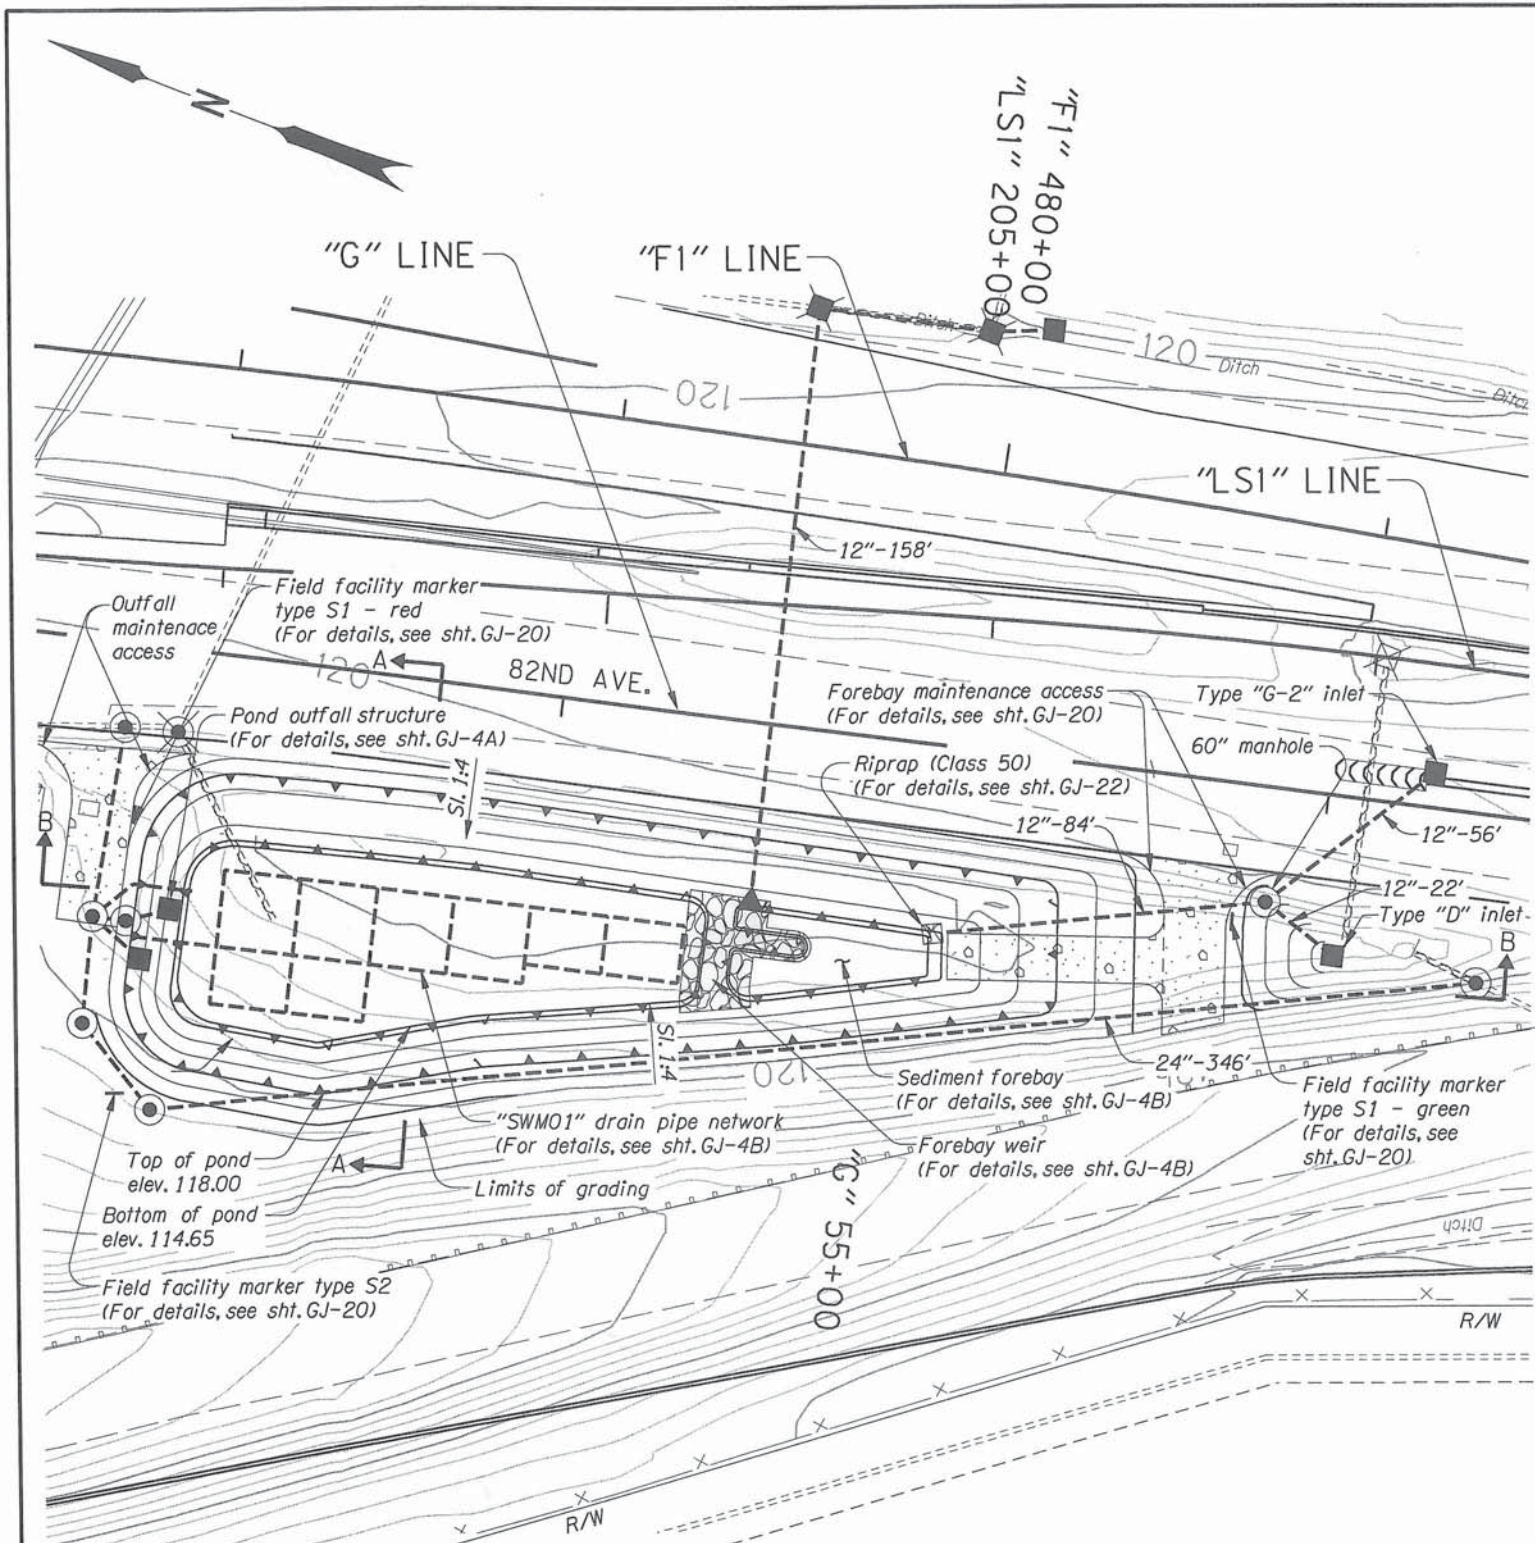 N
"F1" 480+00
"LS1" 205+00
"G" LINE
"F1" LINE
Ditch
120
Ditch
Ditch
120
"LS1" LINE
12"-158'
Outfall
maintenace
access
Field facility marker
type S1 - red
(For details, see sht. GJ-20)
120
A
82ND AVE.
Forebay maintenance access
(For details, see sht. GJ-20)
Type "G-2" inlet
Pond outfall structure
(For details, see sht. GJ-4A)
60" manhole
Sl. 1:4
Riprap (Class 50)
(For details, see sht. GJ-22)
12"-84'
12"-56'
B
12"-22'
Type "D" inlet
B
Sl. 1:4
120
24"-346'
Sediment forebay
(For details, see sht. GJ-4B)
Field facility marker
type S1 - green
(For details, see
sht. GJ-20)
"SWM01" drain pipe network
(For details, see sht. GJ-4B)
Forebay weir
(For details, see sht. GJ-4B)
Top of pond
elev. 118.00
A
Limits of grading
Bottom of pond
elev. 114.65
"G" 55+00
Ditch
Field facility marker type S2
(For details, see sht. GJ-20)
R/W
R/W